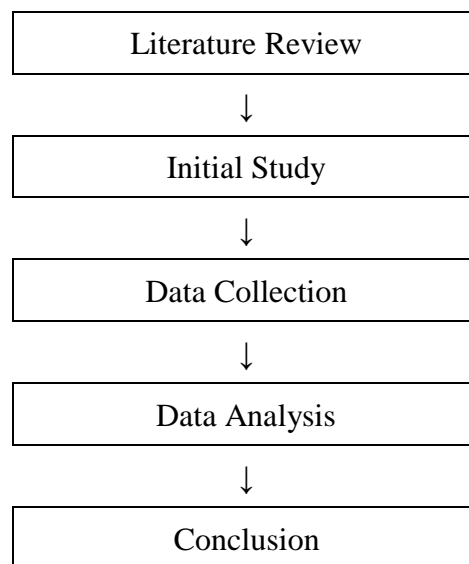 Literature Review
↓
Initial Study
↓
Data Collection
↓
Data Analysis
↓
Conclusion